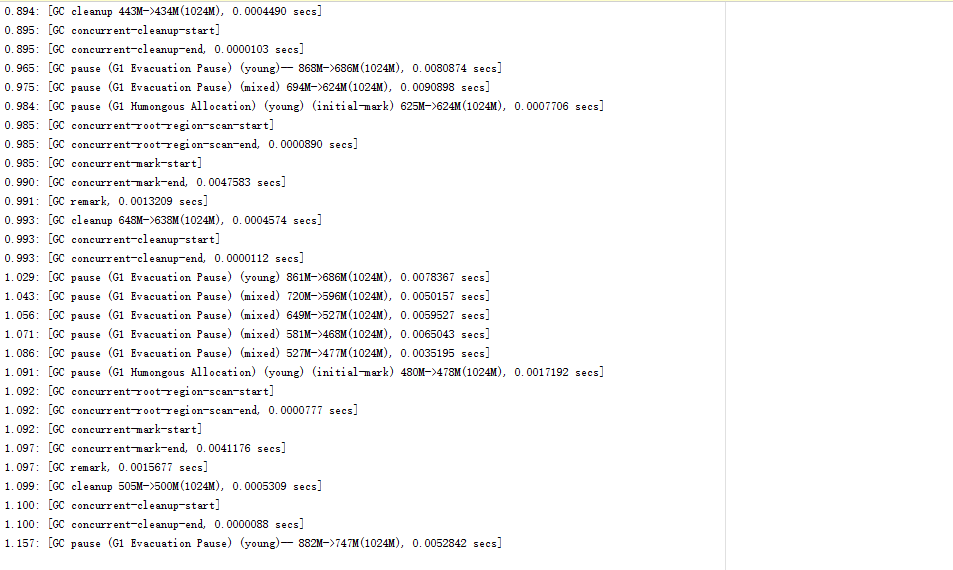 0.894: [GC cleanup 443M->434M(1024M), 0.0004490 secs]
0.895: [GC concurrent-cleanup-start]
0.895: [GC concurrent-cleanup-end, 0.0000103 secs]
0.965: [GC pause (G1 Evacuation Pause) (young)-- 868M->686M(1024M), 0.0080874 secs]
0.975: [GC pause (G1 Evacuation Pause) (mixed) 694M->624M(1024M), 0.0090898 secs]
0.984: [GC pause (G1 Humongous Allocation) (young) (initial-mark) 625M->624M(1024M), 0.0007706 secs]
0.985: [GC concurrent-root-region-scan-start]
0.985: [GC concurrent-root-region-scan-end, 0.0000890 secs]
0.985: [GC concurrent-mark-start]
0.990: [GC concurrent-mark-end, 0.0047583 secs]
0.991: [GC remark, 0.0013209 secs]
0.993: [GC cleanup 648M->638M(1024M), 0.0004574 secs]
0.993: [GC concurrent-cleanup-start]
0.993: [GC concurrent-cleanup-end, 0.0000112 secs]
1.029: [GC pause (G1 Evacuation Pause) (young) 861M->686M(1024M), 0.0078367 secs]
1.043: [GC pause (G1 Evacuation Pause) (mixed) 720M->596M(1024M), 0.0050157 secs]
1.056: [GC pause (G1 Evacuation Pause) (mixed) 649M->527M(1024M), 0.0059527 secs]
1.071: [GC pause (G1 Evacuation Pause) (mixed) 581M->468M(1024M), 0.0065043 secs]
1.086: [GC pause (G1 Evacuation Pause) (mixed) 527M->477M(1024M), 0.0035195 secs]
1.091: [GC pause (G1 Humongous Allocation) (young) (initial-mark) 480M->478M(1024M), 0.0017192 secs]
1.092: [GC concurrent-root-region-scan-start]
1.092: [GC concurrent-root-region-scan-end, 0.0000777 secs]
1.092: [GC concurrent-mark-start]
1.097: [GC concurrent-mark-end, 0.0041176 secs]
1.097: [GC remark, 0.0015677 secs]
1.099: [GC cleanup 505M->500M(1024M), 0.0005309 secs]
1.100: [GC concurrent-cleanup-start]
1.100: [GC concurrent-cleanup-end, 0.0000088 secs]
1.157: [GC pause (G1 Evacuation Pause) (young)-- 882M->747M(1024M), 0.0052842 secs]